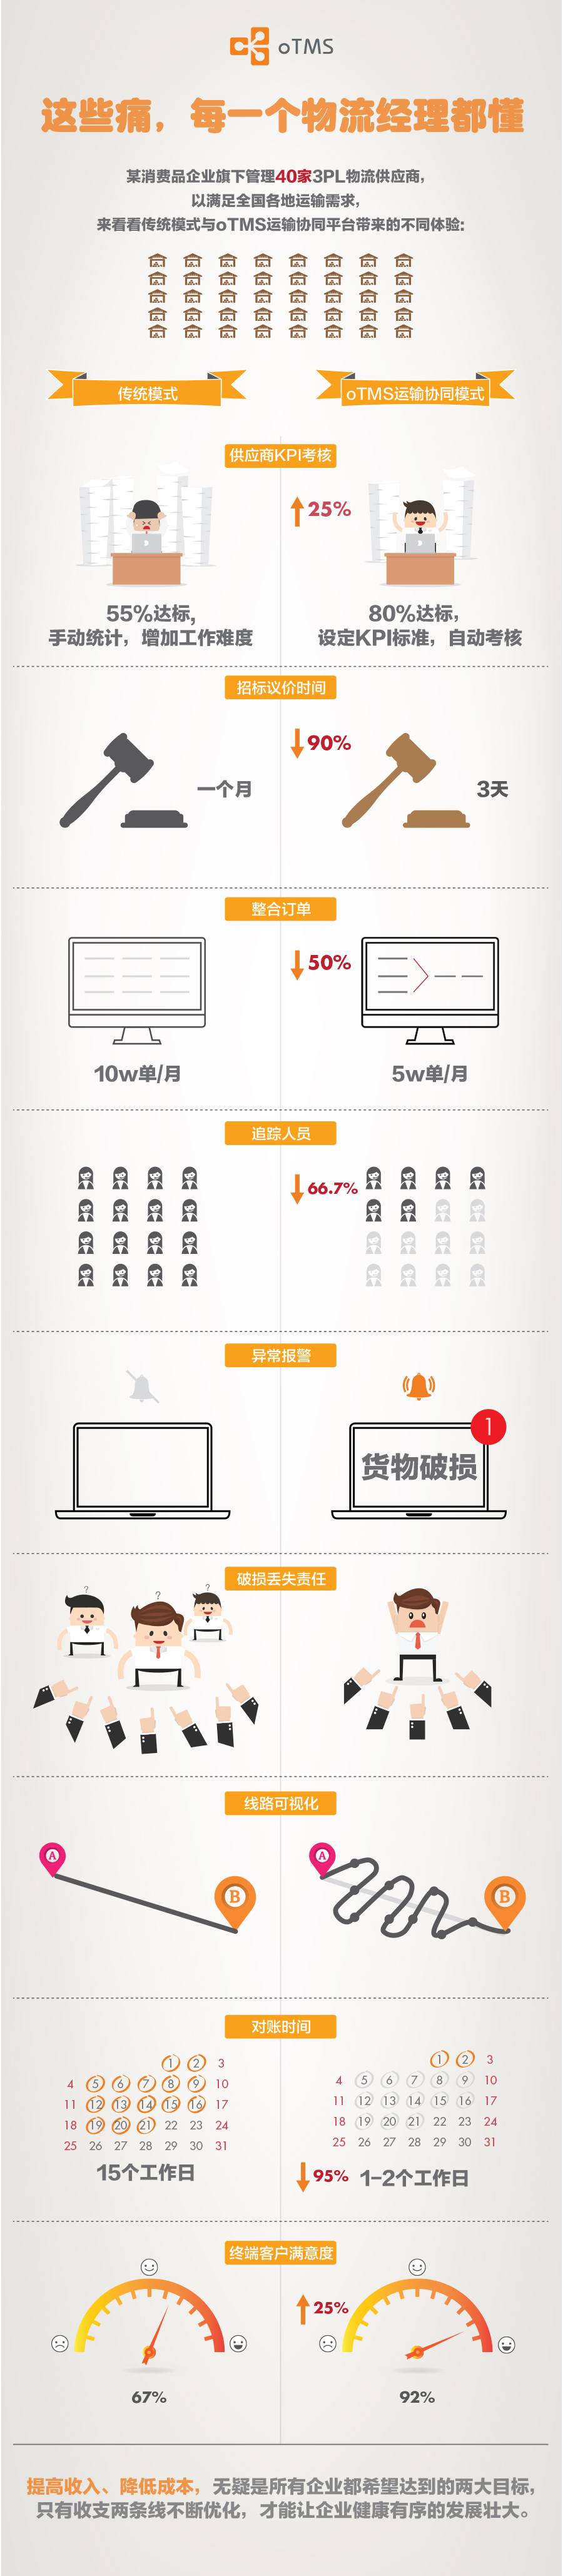 oTMS
这些痛，每一个物流经理都懂
某消费品企业旗下管理40家3PL物流供应商，
以满足全国各地运输需求，
来看看传统模式与oTMS运输协同平台带来的不同体验:
传统模式
oTMS运输协同模式
供应商KPI考核
25%
55%达标，
手动统计，增加工作难度
80%达标，
设定KPI标准，自动考核
招标议价时间
90%
一个月
3天
整合订单
50%
10w单/月
5w单/月
追踪人员
66.7%
异常报警
1
货物破损
破损丢失责任
?
?
?
线路可视化
A
B
A
B
对账时间
1 2 3
4 5 6 7 8 9 10
11 12 13 14 15 16 17
18 19 20 21 22 23 24
25 26 27 28 29 30 31
15个工作日
1 2 3
4 5 6 7 8 9 10
11 12 13 14 15 16 17
18 19 20 21 22 23 24
25 26 27 28 29 30 31
95%
1-2个工作日
终端客户满意度
25%
67%
92%
提高收入、降低成本，无疑是所有企业都希望达到的两大目标，
只有收支两条线不断优化，才能让企业健康有序的发展壮大。